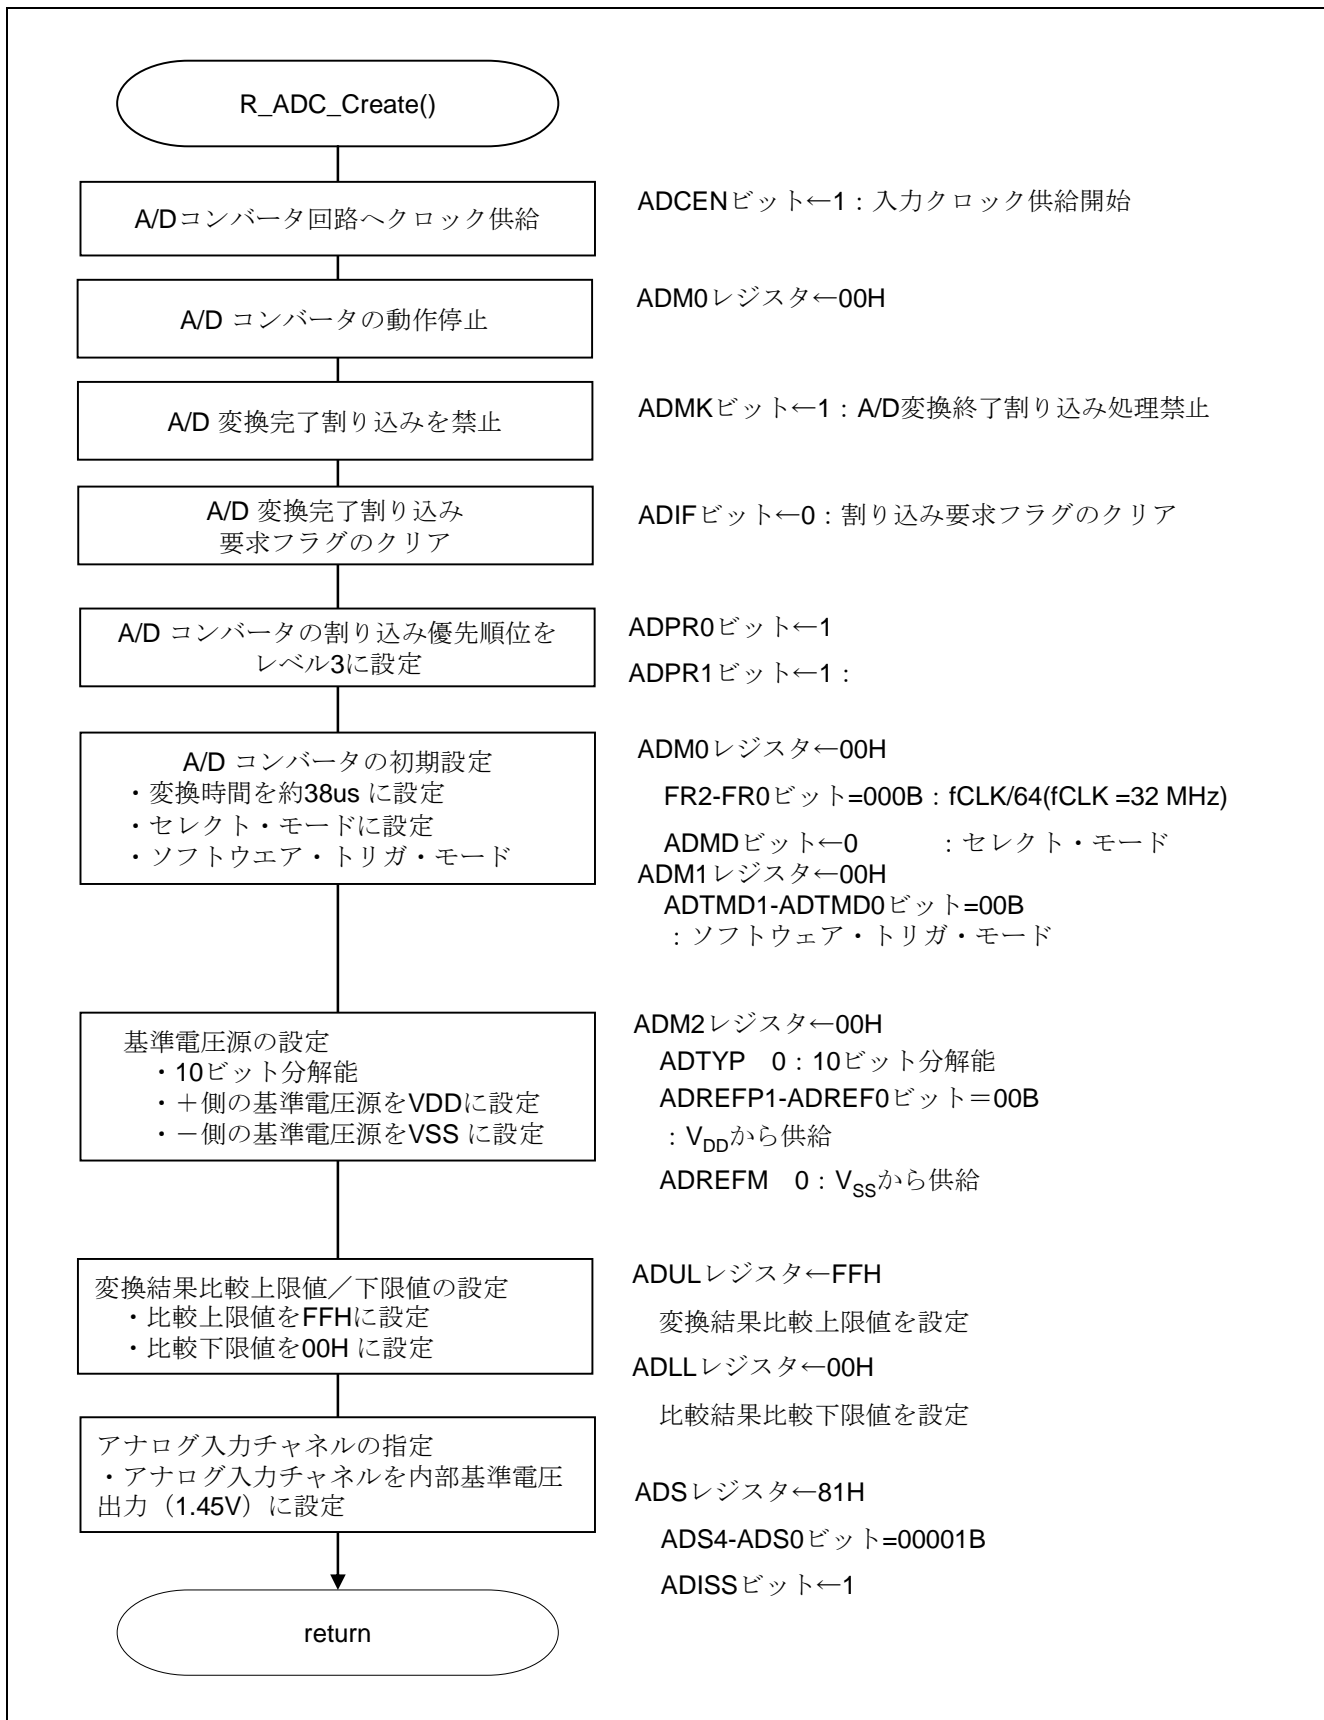 R_ADC_Create()
A/Dコンバータ回路へクロック供給
ADCENビット←1：入力クロック供給開始
A/D コンバータの動作停止
ADM0レジスタ←00H
A/D 変換完了割り込みを禁止
ADMKビット←1：A/D変換終了割り込み処理禁止
A/D 変換完了割り込み
要求フラグのクリア
ADIFビット←0：割り込み要求フラグのクリア
A/D コンバータの割り込み優先順位を
レベル3に設定
ADPR0ビット←1
ADPR1ビット←1：
A/D コンバータの初期設定
・変換時間を約38us に設定
・セレクト・モードに設定
・ソフトウエア・トリガ・モード
ADM0レジスタ←00H
FR2-FR0ビット=000B：fCLK/64(fCLK =32 MHz)
ADMDビット←0　　　：セレクト・モード
ADM1レジスタ←00H
ADTMD1-ADTMD0ビット=00B
：ソフトウェア・トリガ・モード
基準電圧源の設定
・10ビット分解能
・＋側の基準電圧源をVDDに設定
・－側の基準電圧源をVSS に設定
ADM2レジスタ←00H
ADTYP　0：10ビット分解能
ADREFP1-ADREF0ビット＝00B
：VDDから供給
ADREFM　0：VSSから供給
変換結果比較上限値／下限値の設定
・比較上限値をFFHに設定
・比較下限値を00H に設定
ADULレジスタ←FFH
変換結果比較上限値を設定
ADLLレジスタ←00H
比較結果比較下限値を設定
アナログ入力チャネルの指定
・アナログ入力チャネルを内部基準電圧
出力（1.45V）に設定
ADSレジスタ←81H
ADS4-ADS0ビット=00001B
ADISSビット←1
return